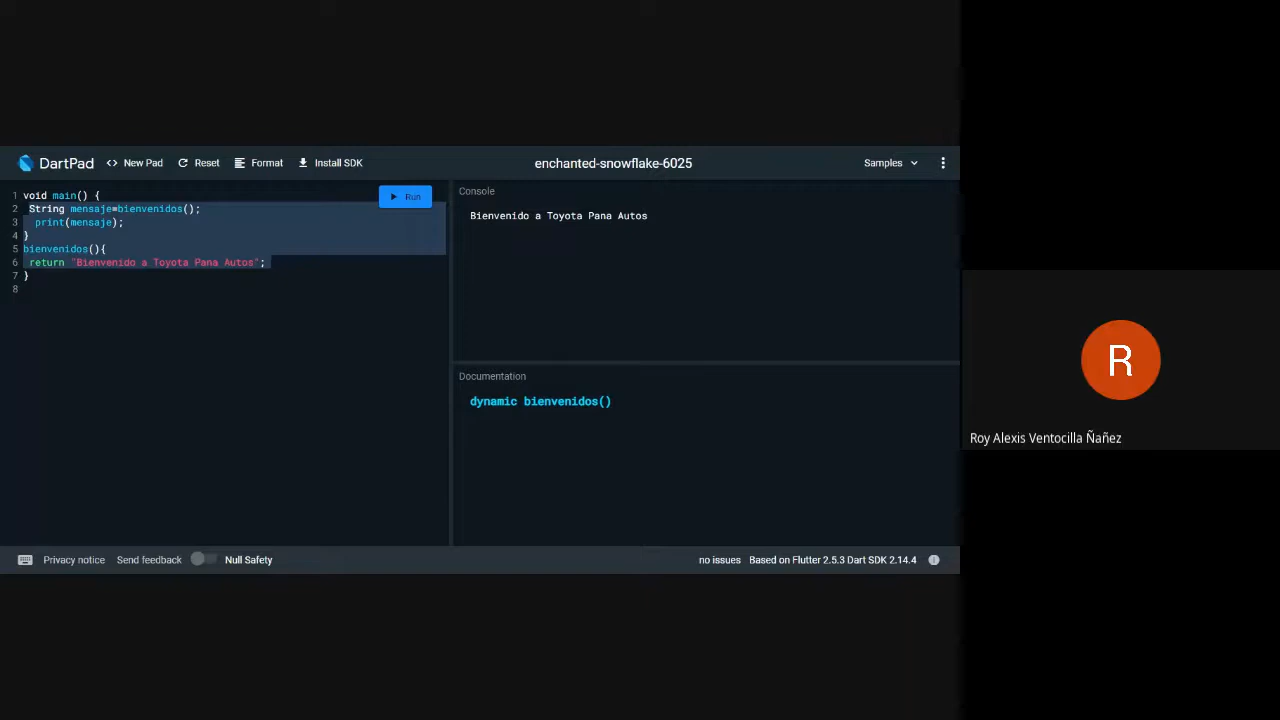 DartPad
<> New Pad
Reset
Format
Install SDK
enchanted-snowflake-6025
Samples
1 void main() {
2 String mensaje=bienvenidos();
3 print(mensaje);
4 }
5 bienvenidos(){
6 return "Bienvenido a Toyota Pana Autos";
7 }
8
Run
Console
Bienvenido a Toyota Pana Autos
Documentation
dynamic bienvenidos()
R
Roy Alexis Ventocilla Ñañez
Privacy notice
Send feedback
Null Safety
no issues
Based on Flutter 2.5.3 Dart SDK 2.14.4